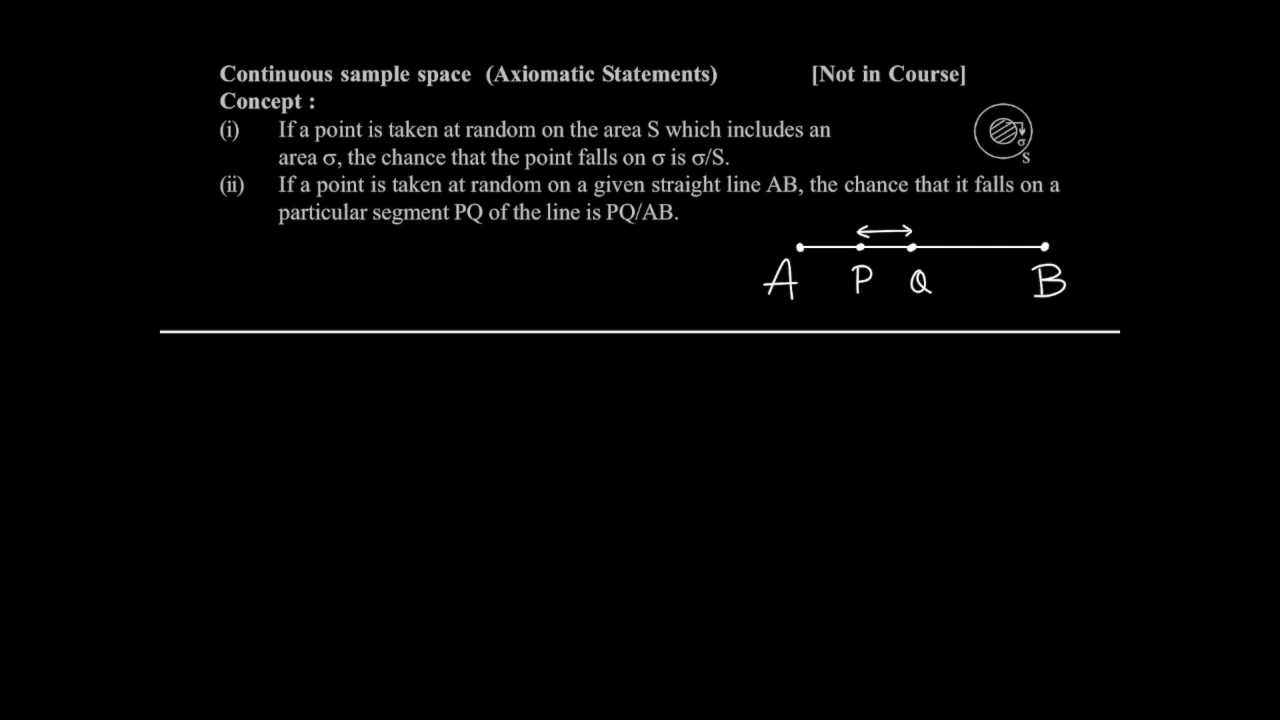 Continuous sample space (Axiomatic Statements) [Not in Course]
Concept :
(i) If a point is taken at random on the area S which includes an
area σ, the chance that the point falls on σ is σ/S.
σ
S
(ii) If a point is taken at random on a given straight line AB, the chance that it falls on a
particular segment PQ of the line is PQ/AB.
A P Q B